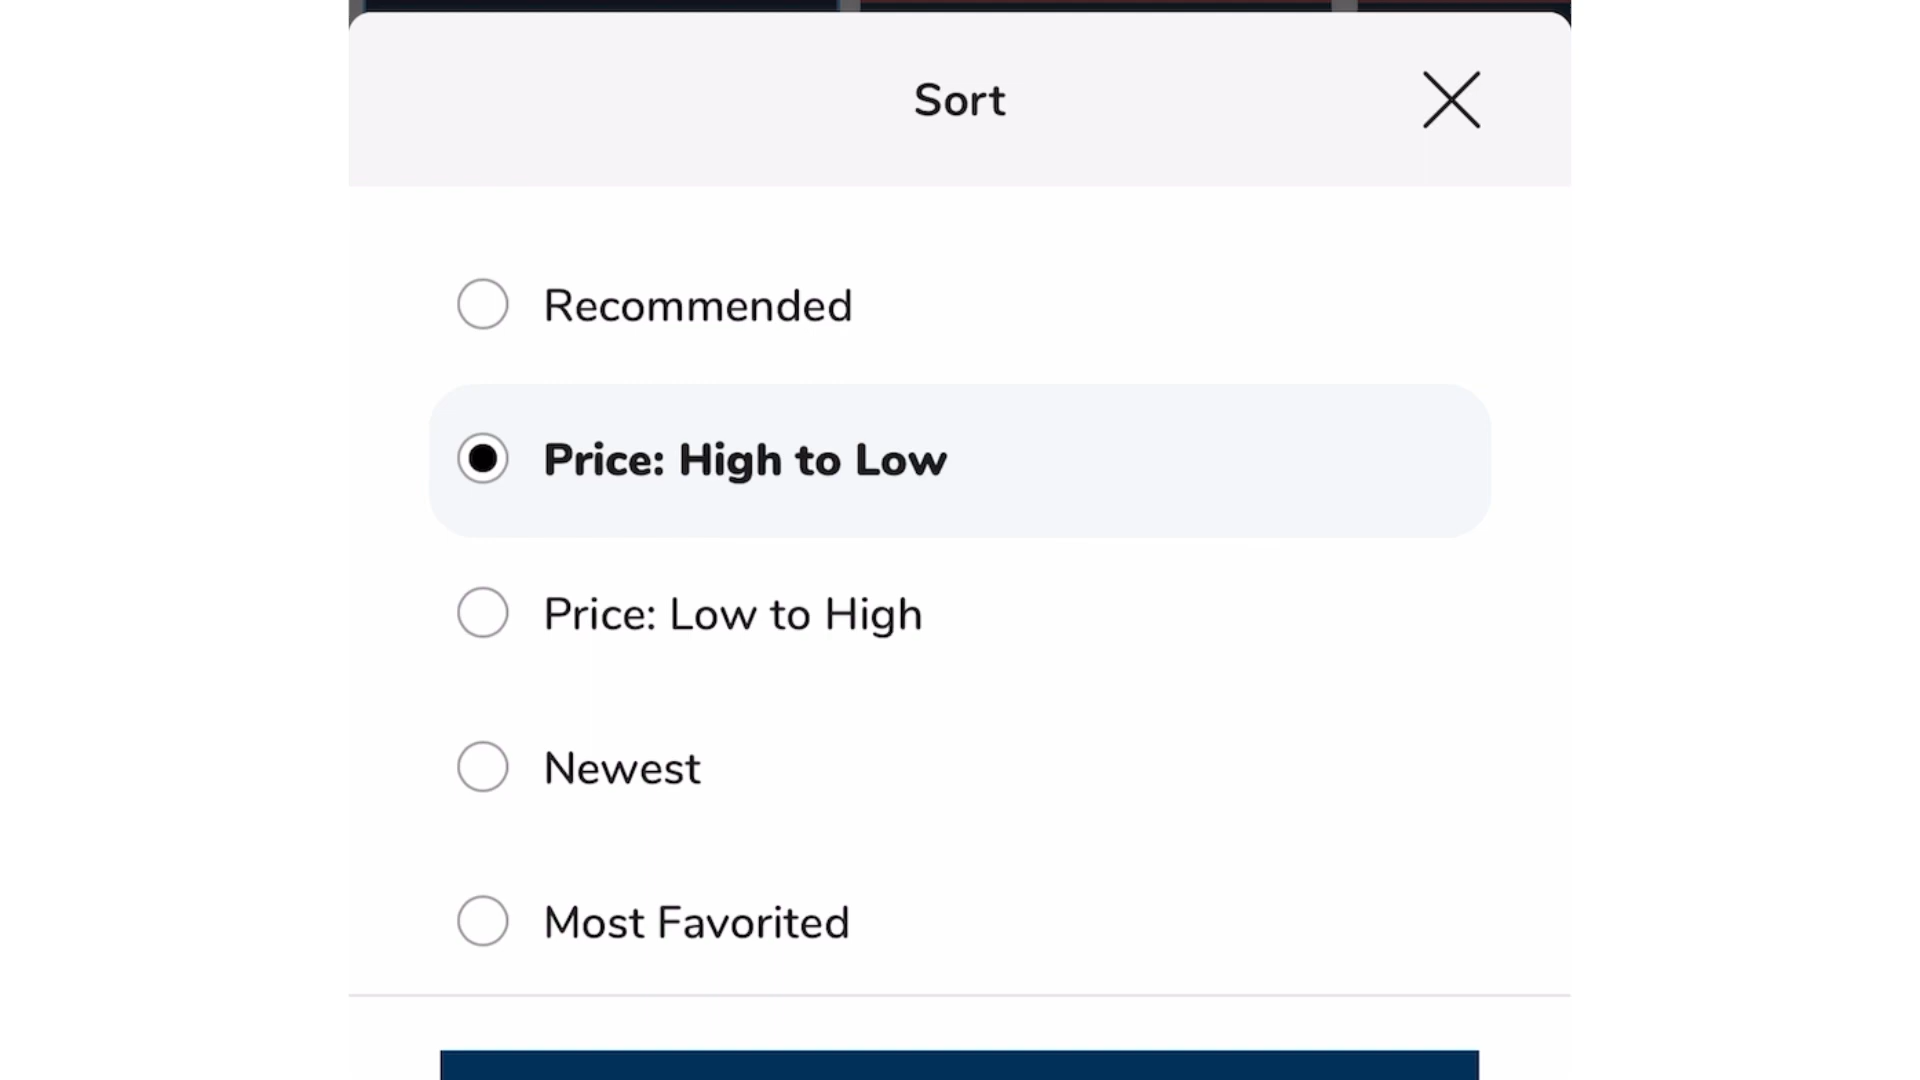 Sort
Recommended
Price: High to Low
Price: Low to High
Newest
Most Favorited